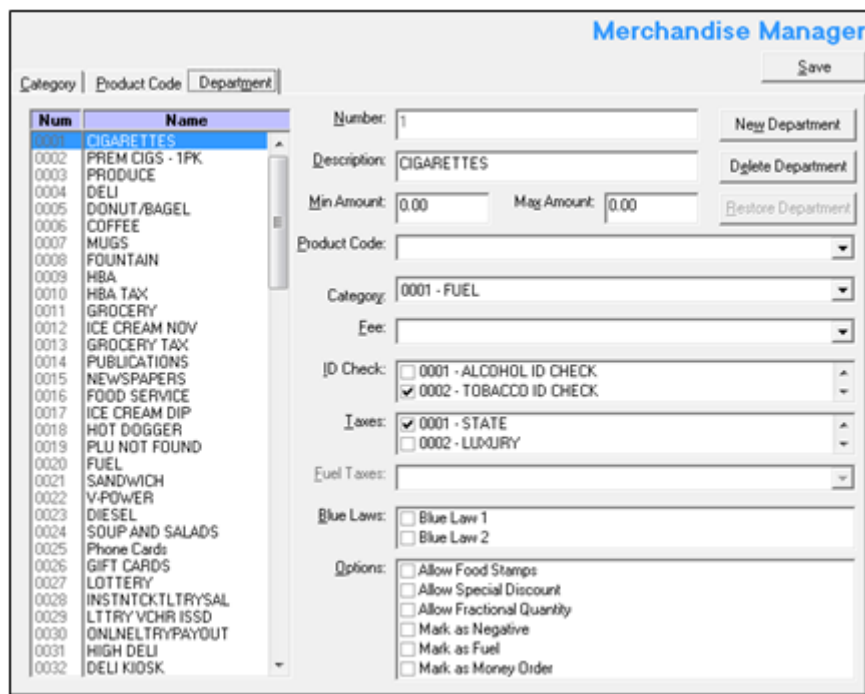 Merchandise Manager
Save
Category Product Code Department
Num Name
0001 CIGARETTES
0002 PREM CIGS - 1PK
0003 PRODUCE
0004 DELI
0005 DONUT/BAGEL
0006 COFFEE
0007 MUGS
0008 FOUNTAIN
0009 HBA
0010 HBA TAX
0011 GROCERY
0012 ICE CREAM NOV
0013 GROCERY TAX
0014 PUBLICATIONS
0015 NEWSPAPERS
0016 FOOD SERVICE
0017 ICE CREAM DIP
0018 HOT DOGGER
0019 PLU NOT FOUND
0020 FUEL
0021 SANDWICH
0022 V-POWER
0023 DIESEL
0024 SOUP AND SALADS
0025 Phone Cards
0026 GIFT CARDS
0027 LOTTERY
0028 INSTNTCKTLTRYSAL
0029 LTTRY VCHR ISSD
0030 ONLNELTRYPAYOUT
0031 HIGH DELI
0032 DELI KIOSK
Number: 1
New Department
Description: CIGARETTES
Delete Department
Min Amount: 0.00 Max Amount: 0.00
Restore Department
Product Code:
Category: 0001 - FUEL
Fee:
ID Check: 0001 - ALCOHOL ID CHECK
0002 - TOBACCO ID CHECK
Taxes: 0001 - STATE
0002 - LUXURY
Fuel Taxes:
Blue Laws: Blue Law 1
Blue Law 2
Options: Allow Food Stamps
Allow Special Discount
Allow Fractional Quantity
Mark as Negative
Mark as Fuel
Mark as Money Order